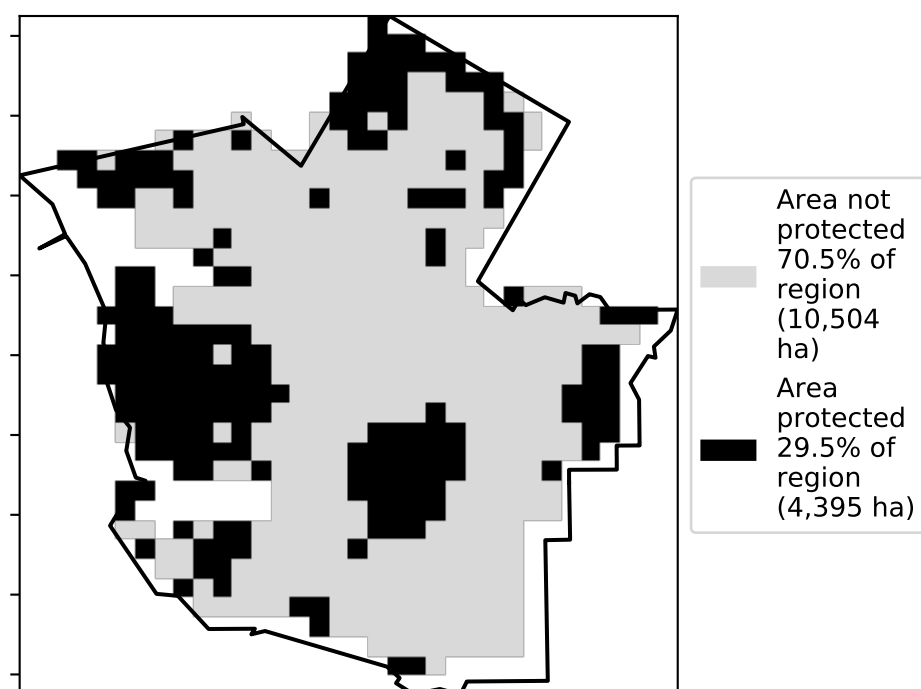 Area not
protected
70.5% of
region
(10,504
ha)
Area
protected
29.5% of
region
(4,395 ha)